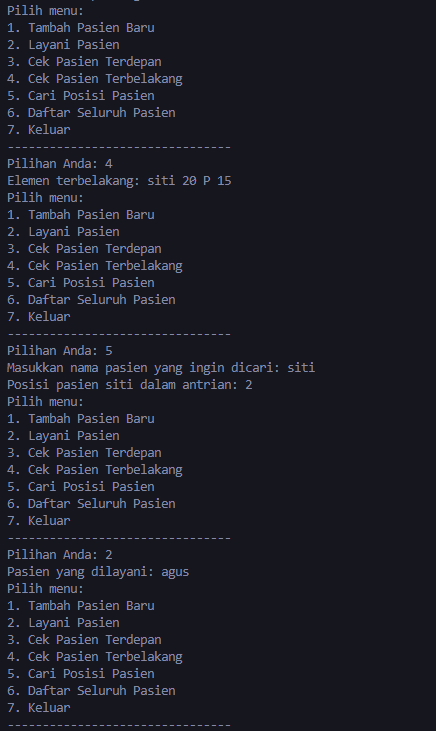 Pilih menu:
1. Tambah Pasien Baru
2. Layani Pasien
3. Cek Pasien Terdepan
4. Cek Pasien Terbelakang
5. Cari Posisi Pasien
6. Daftar Seluruh Pasien
7. Keluar
--------------------------------
Pilihan Anda: 4
Elemen terbelakang: siti 20 P 15
Pilih menu:
1. Tambah Pasien Baru
2. Layani Pasien
3. Cek Pasien Terdepan
4. Cek Pasien Terbelakang
5. Cari Posisi Pasien
6. Daftar Seluruh Pasien
7. Keluar
--------------------------------
Pilihan Anda: 5
Masukkan nama pasien yang ingin dicari: siti
Posisi pasien siti dalam antrian: 2
Pilih menu:
1. Tambah Pasien Baru
2. Layani Pasien
3. Cek Pasien Terdepan
4. Cek Pasien Terbelakang
5. Cari Posisi Pasien
6. Daftar Seluruh Pasien
7. Keluar
--------------------------------
Pilihan Anda: 2
Pasien yang dilayani: agus
Pilih menu:
1. Tambah Pasien Baru
2. Layani Pasien
3. Cek Pasien Terdepan
4. Cek Pasien Terbelakang
5. Cari Posisi Pasien
6. Daftar Seluruh Pasien
7. Keluar
--------------------------------